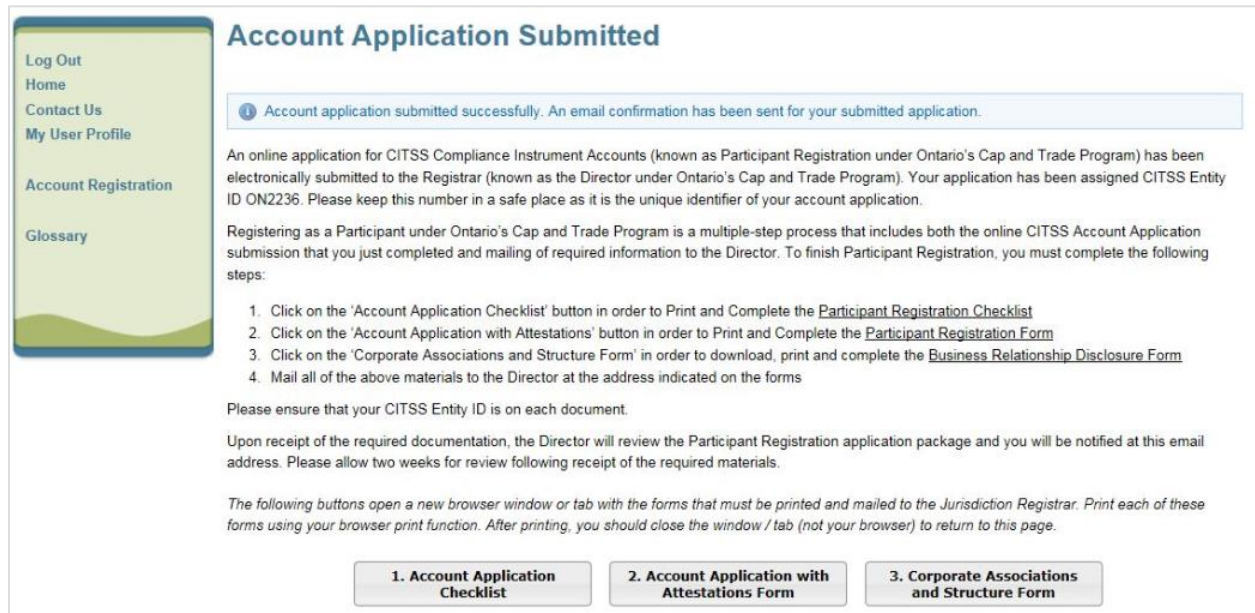 Log Out
Home
Contact Us
My User Profile
Account Registration
Glossary
Account Application Submitted
Account application submitted successfully. An email confirmation has been sent for your submitted application.
An online application for CITSS Compliance Instrument Accounts (known as Participant Registration under Ontario's Cap and Trade Program) has been
electronically submitted to the Registrar (known as the Director under Ontario's Cap and Trade Program). Your application has been assigned CITSS Entity
ID ON2236. Please keep this number in a safe place as it is the unique identifier of your account application.
Registering as a Participant under Ontario's Cap and Trade Program is a multiple-step process that includes both the online CITSS Account Application
submission that you just completed and mailing of required information to the Director. To finish Participant Registration, you must complete the following
steps:
1. Click on the 'Account Application Checklist' button in order to Print and Complete the Participant Registration Checklist
2. Click on the 'Account Application with Attestations' button in order to Print and Complete the Participant Registration Form
3. Click on the 'Corporate Associations and Structure Form' in order to download, print and complete the Business Relationship Disclosure Form
4. Mail all of the above materials to the Director at the address indicated on the forms
Please ensure that your CITSS Entity ID is on each document.
Upon receipt of the required documentation, the Director will review the Participant Registration application package and you will be notified at this email
address. Please allow two weeks for review following receipt of the required materials.
The following buttons open a new browser window or tab with the forms that must be printed and mailed to the Jurisdiction Registrar. Print each of these
forms using your browser print function. After printing, you should close the window / tab (not your browser) to return to this page.
1. Account Application
Checklist
2. Account Application with
Attestations Form
3. Corporate Associations
and Structure Form